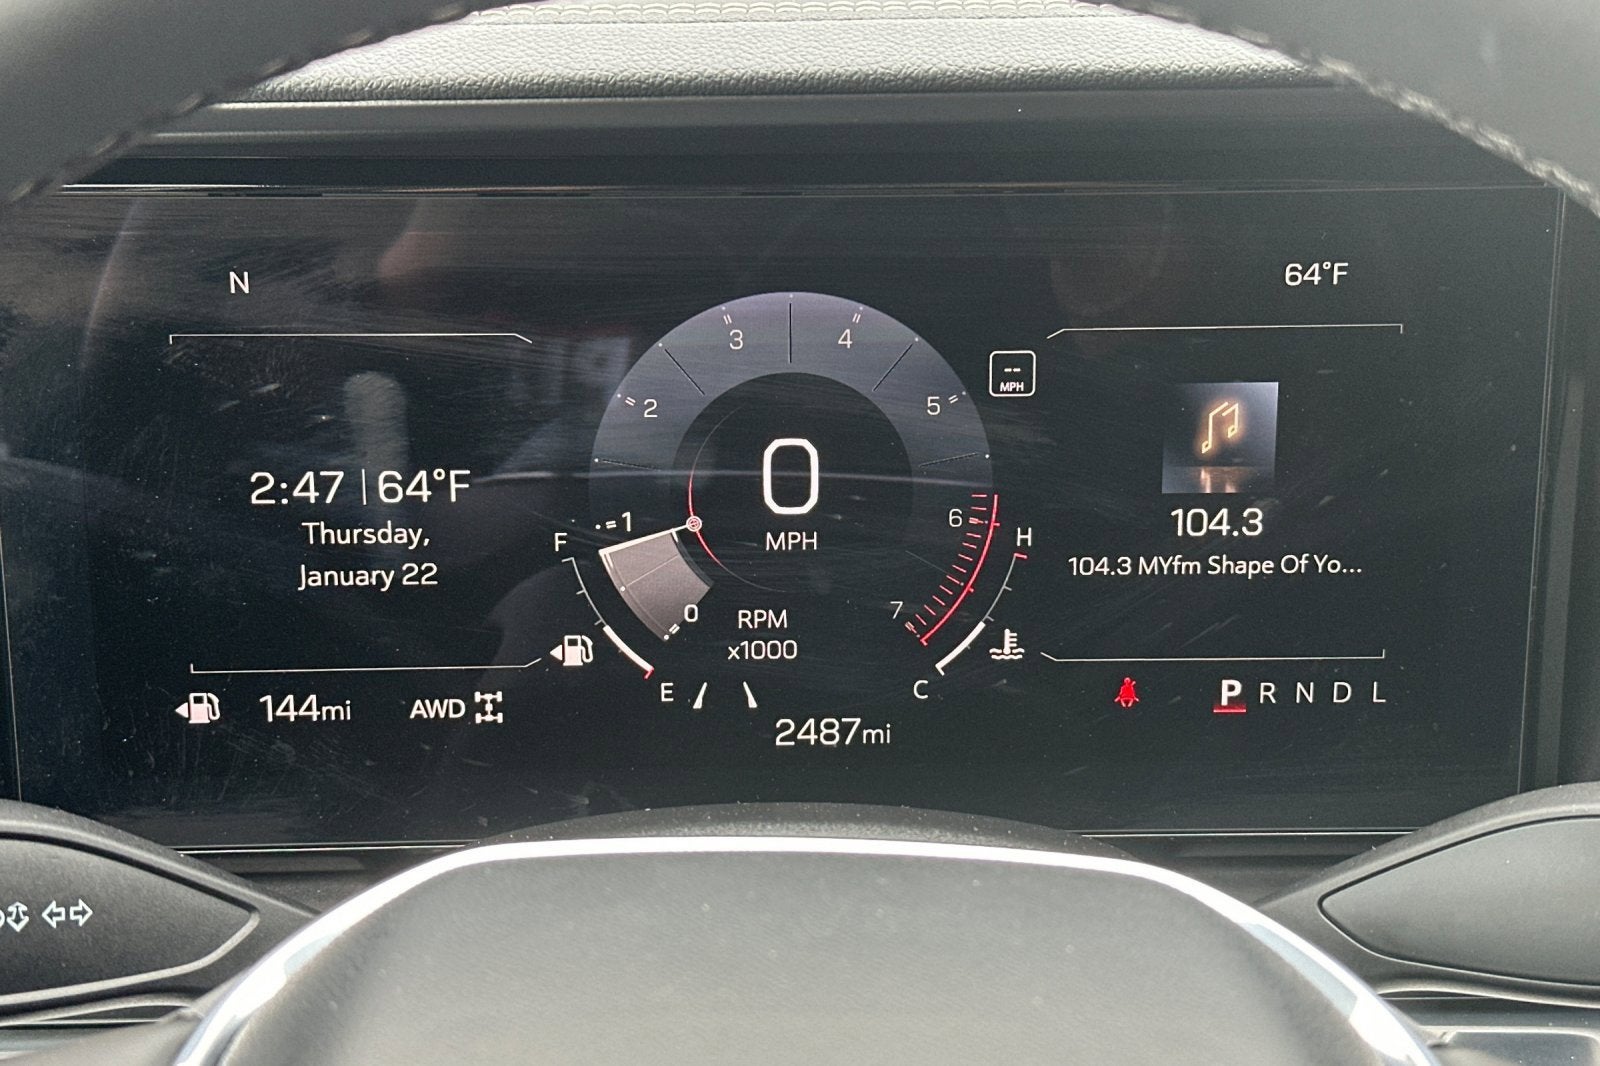 N
64°F
2:47 | 64°F
Thursday,
January 22
144mi
AWD
0
1
2
3
4
5
6
7
0
MPH
RPM
x1000
F
E
H
C
2487mi
--
MPH
104.3
104.3 MYfm Shape Of Yo...
P R N D L